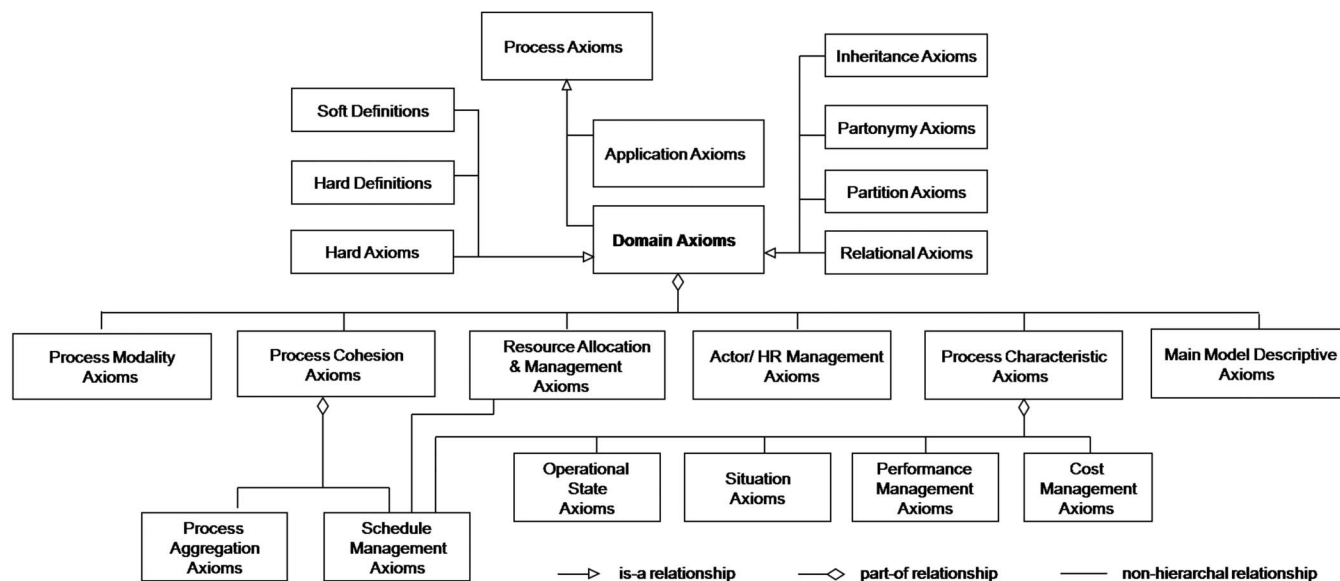 Process Axioms
Inheritance Axioms
Soft Definitions
Partonymy Axioms
Application Axioms
Hard Definitions
Partition Axioms
Domain Axioms
Hard Axioms
Relational Axioms
Process Modality
Axioms
Process Cohesion
Axioms
Resource Allocation
& Management
Axioms
Actor/ HR Management
Axioms
Process Characteristic
Axioms
Main Model Descriptive
Axioms
Operational
State
Axioms
Situation
Axioms
Performance
Management
Axioms
Cost
Management
Axioms
Process
Aggregation
Axioms
Schedule
Management
Axioms
is-a relationship
part-of relationship
non-hierarchal relationship